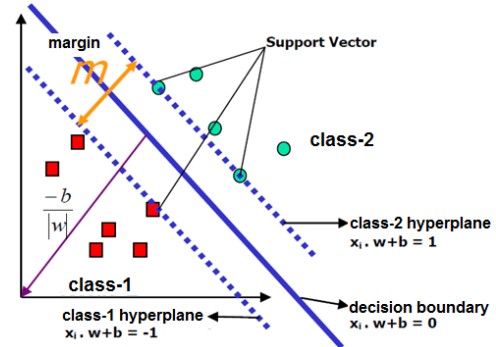 margin
m
Support Vector
class-2
-b
|w|
class-2 hyperplane
xᵢ . w+b = 1
class-1
class-1 hyperplane
xᵢ . w+b = -1
decision boundary
xᵢ . w+b = 0